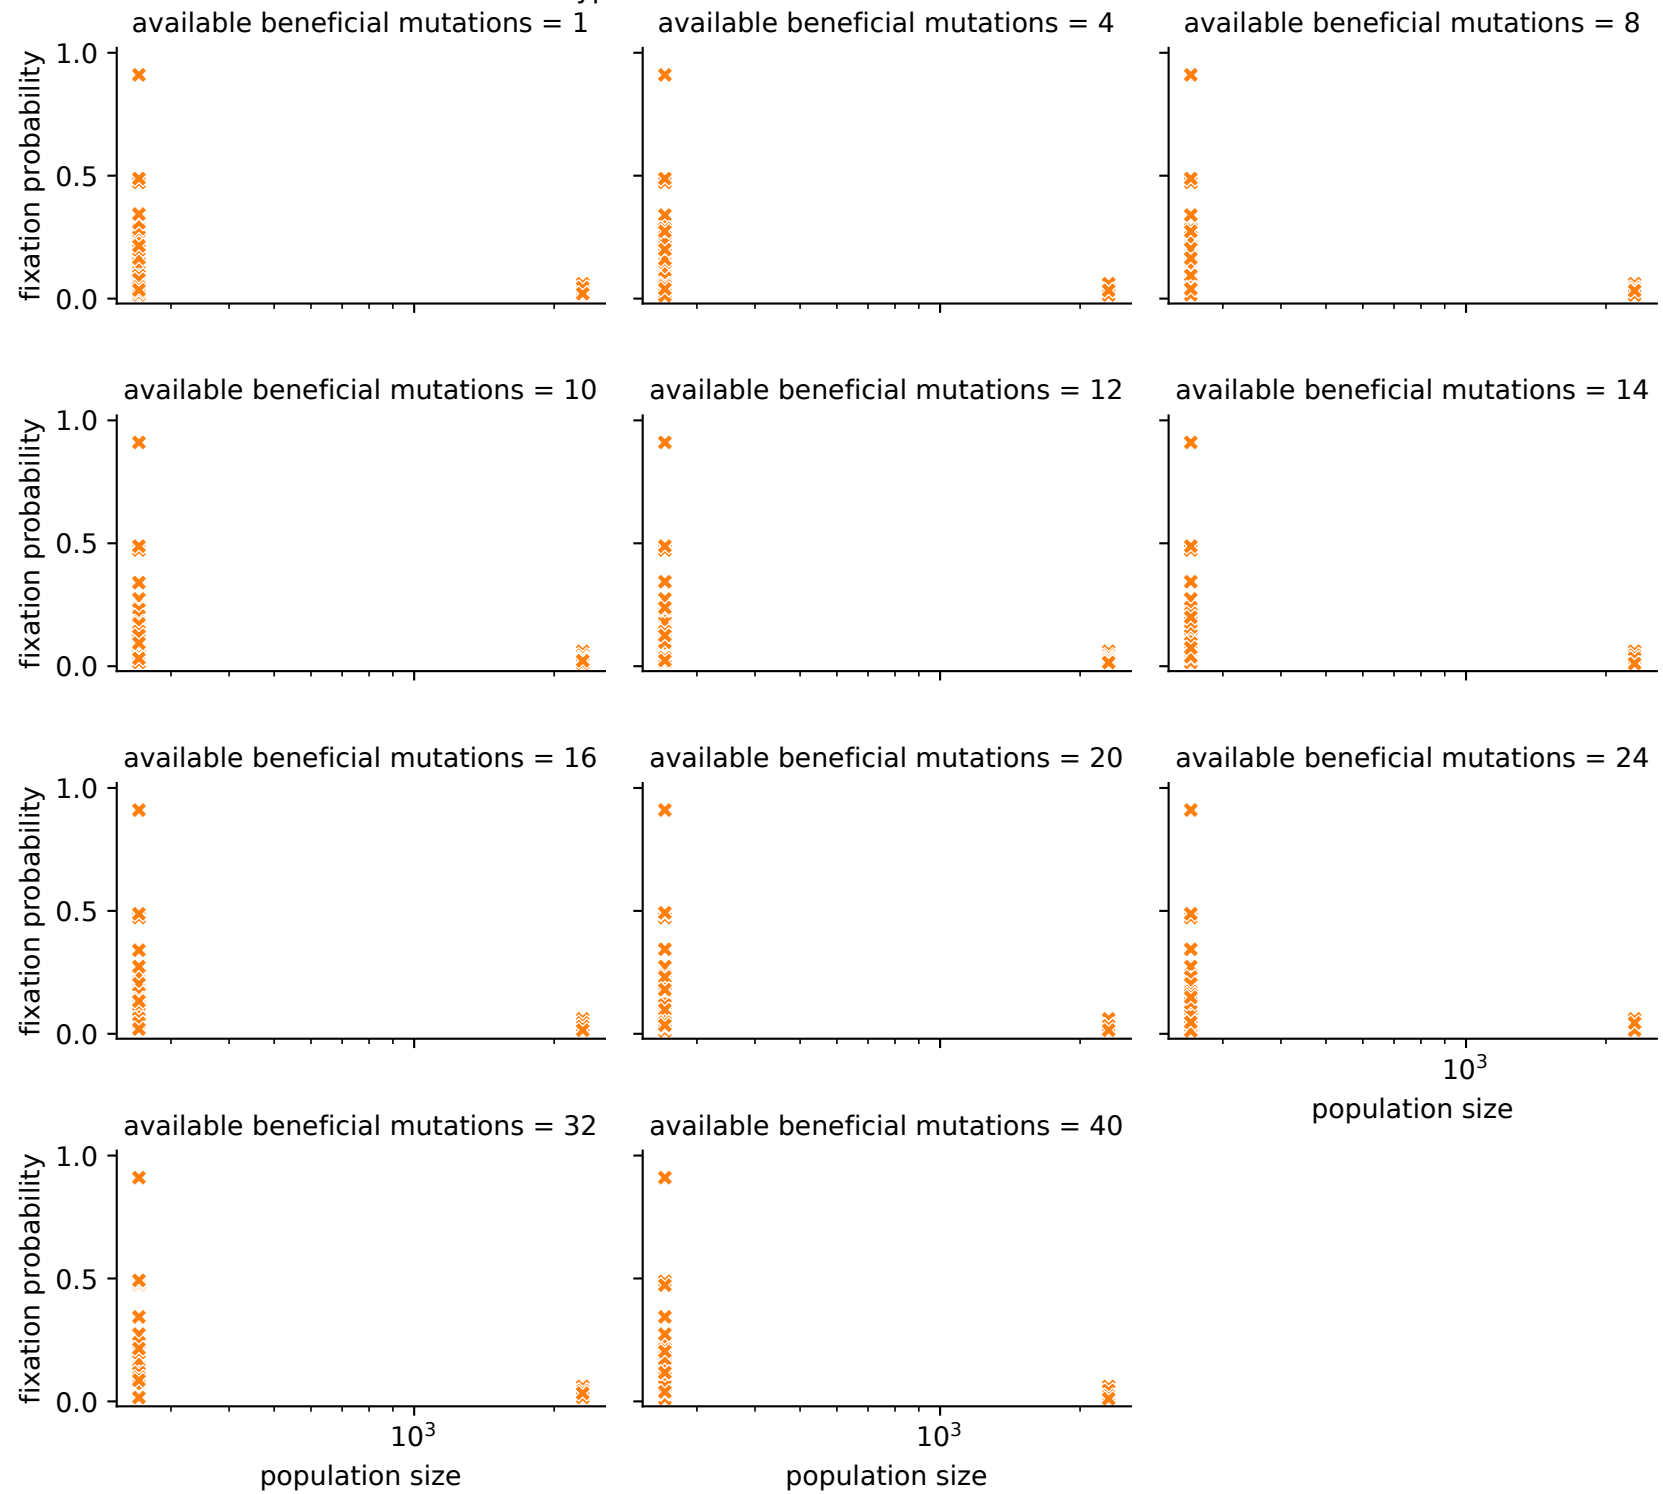 available beneficial mutations = 1
available beneficial mutations = 4
available beneficial mutations = 8
fixation probability
1.0
0.5
0.0
available beneficial mutations = 10
available beneficial mutations = 12
available beneficial mutations = 14
fixation probability
1.0
0.5
0.0
available beneficial mutations = 16
available beneficial mutations = 20
available beneficial mutations = 24
fixation probability
1.0
0.5
0.0
10³
population size
available beneficial mutations = 32
available beneficial mutations = 40
fixation probability
1.0
0.5
0.0
10³
10³
population size
population size